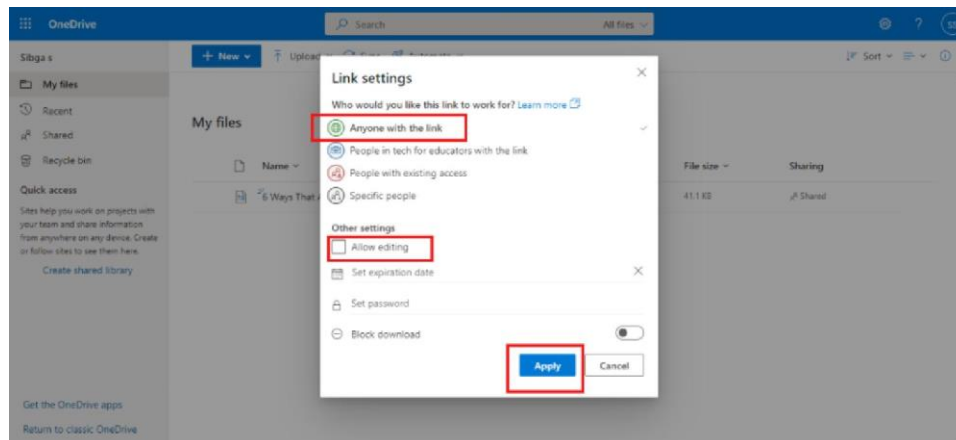 OneDrive
Search
All files
?
Sibga s
+ New
Upload
Sort
My files
Recent
Shared
Recycle bin
Quick access
Sites help you work on projects with
your team and share information
from anywhere on any device. Create
or follow sites to see them here.
Create shared library
Get the OneDrive apps
Return to classic OneDrive
My files
Name
File size
Sharing
6 Ways That
41.1 KB
Shared
Link settings
Who would you like this link to work for? Learn more
Anyone with the link
People in tech for educators with the link
People with existing access
Specific people
Other settings
Allow editing
Set expiration date
Set password
Block download
Apply
Cancel